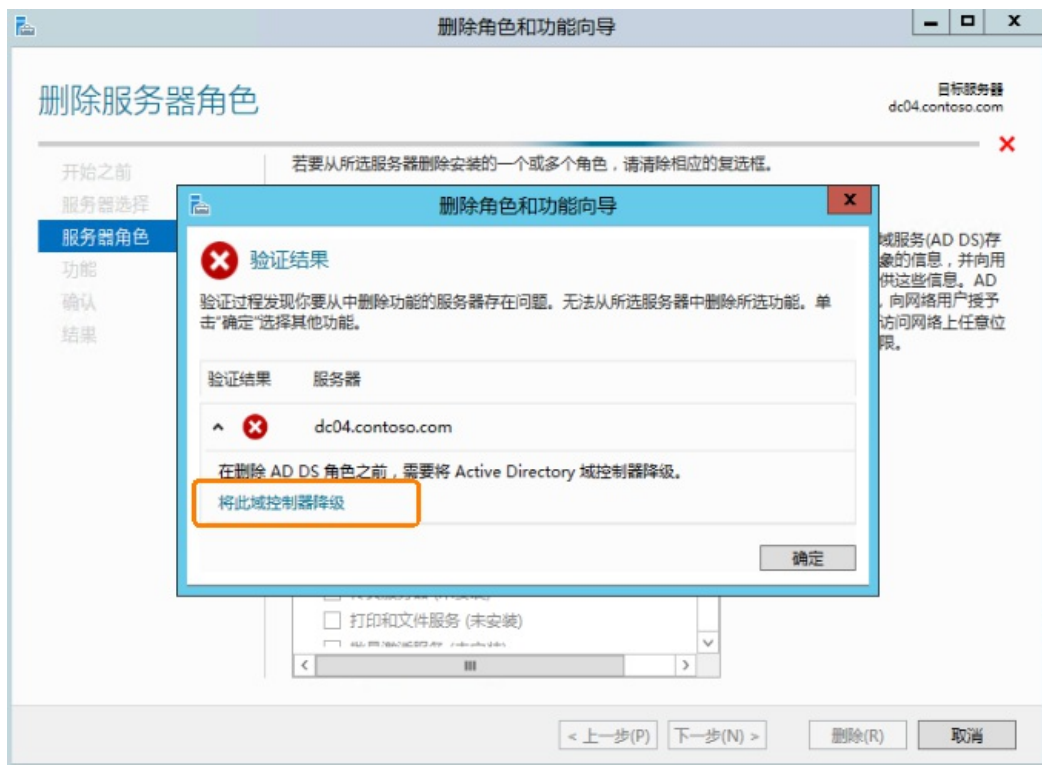 删除角色和功能向导
删除服务器角色
目标服务器
dc04.contoso.com
开始之前
服务器选择
服务器角色
功能
确认
结果
若要从所选服务器删除安装的一个或多个角色，请清除相应的复选框。
删除角色和功能向导
验证结果
验证过程发现你要从中删除功能的服务器存在问题。无法从所选服务器中删除所选功能。单
击"确定"选择其他功能。
验证结果 服务器
dc04.contoso.com
在删除 AD DS 角色之前，需要将 Active Directory 域控制器降级。
将此域控制器降级
确定
域服务(AD DS)存
象的信息，并向用
供这些信息。AD
，向网络用户授予
访问网络上任意位
限。
打印和文件服务 (未安装)
< 上一步(P) 下一步(N) > 删除(R) 取消